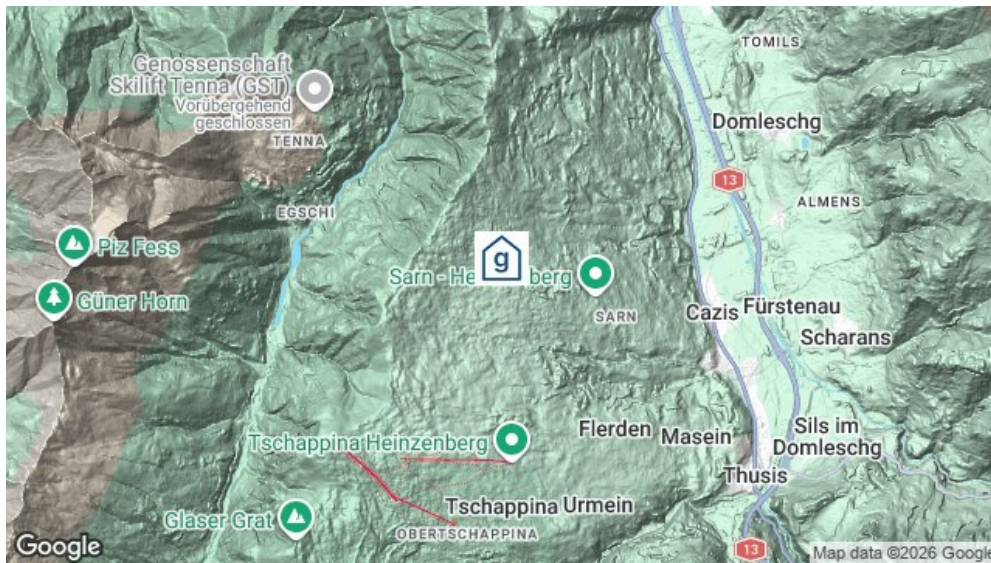 TOMILS
Genossenschaft
Skilift Tenna (GST)
Vorübergehend
geschlossen
TENNA
Domleschg
13
ALMENS
EGSCHI
Piz Fess
g
Sarn - He berg
Güner Horn
SARN
Cazis
Fürstenau
Scharans
Tschappina Heinzenberg
Flerden
Masein
Sils im
Domleschg
Thusis
Tschappina
Urmein
Glaser Grat
OBERTSCHAPPINA
13
Google
Map data ©2026 Google